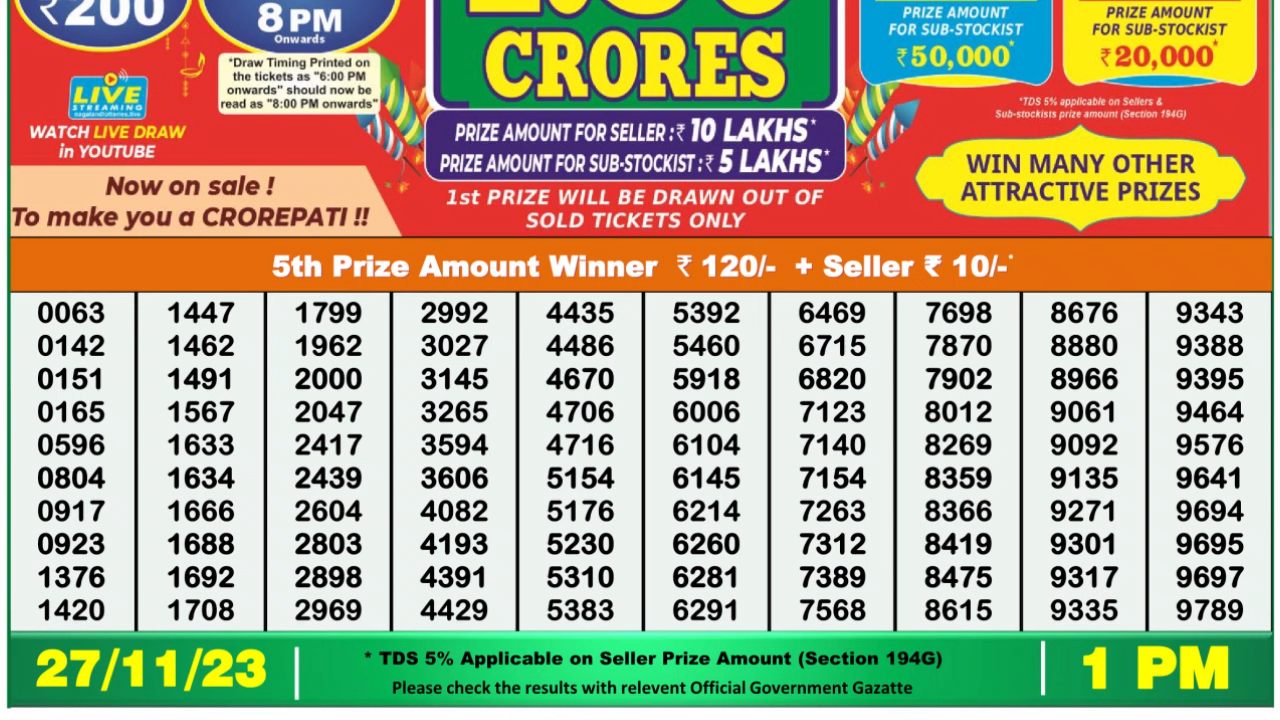 ₹200
8 PM
Onwards
*Draw Timing Printed on
the tickets as "6:00 PM
onwards" should now be
read as "8:00 PM onwards"
LIVE
STREAMING
nagalandlotteries.live
WATCH LIVE DRAW
in YOUTUBE
Now on sale !
To make you a CROREPATI !!
CRORES
PRIZE AMOUNT FOR SELLER :₹ 10 LAKHS*
PRIZE AMOUNT FOR SUB-STOCKIST :₹ 5 LAKHS*
1st PRIZE WILL BE DRAWN OUT OF
SOLD TICKETS ONLY
PRIZE AMOUNT
FOR SUB-STOCKIST
₹50,000*
PRIZE AMOUNT
FOR SUB-STOCKIST
₹20,000*
*TDS 5% applicable on Sellers &
Sub-stockists prize amount (Section 194G)
WIN MANY OTHER
ATTRACTIVE PRIZES
5th Prize Amount Winner ₹ 120/- + Seller ₹ 10/-*
0063 1447 1799 2992 4435 5392 6469 7698 8676 9343
0142 1462 1962 3027 4486 5460 6715 7870 8880 9388
0151 1491 2000 3145 4670 5918 6820 7902 8966 9395
0165 1567 2047 3265 4706 6006 7123 8012 9061 9464
0596 1633 2417 3594 4716 6104 7140 8269 9092 9576
0804 1634 2439 3606 5154 6145 7154 8359 9135 9641
0917 1666 2604 4082 5176 6214 7263 8366 9271 9694
0923 1688 2803 4193 5230 6260 7312 8419 9301 9695
1376 1692 2898 4391 5310 6281 7389 8475 9317 9697
1420 1708 2969 4429 5383 6291 7568 8615 9335 9789
27/11/23
* TDS 5% Applicable on Seller Prize Amount (Section 194G)
Please check the results with relevent Official Government Gazatte
1 PM